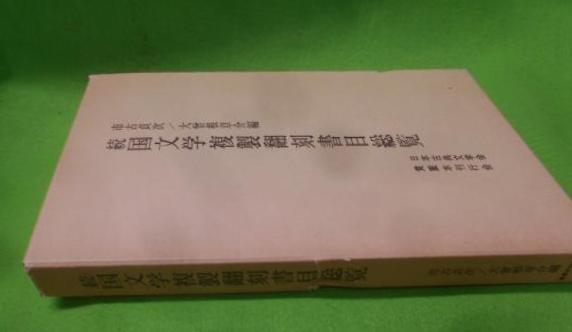 市古貞次／大曾根章介編
続国文学複製翻刻書目総覧
日本古典文学会
貴重本刊行会
続国文学複製翻刻書目総覧
市古貞次／大曾根章介編